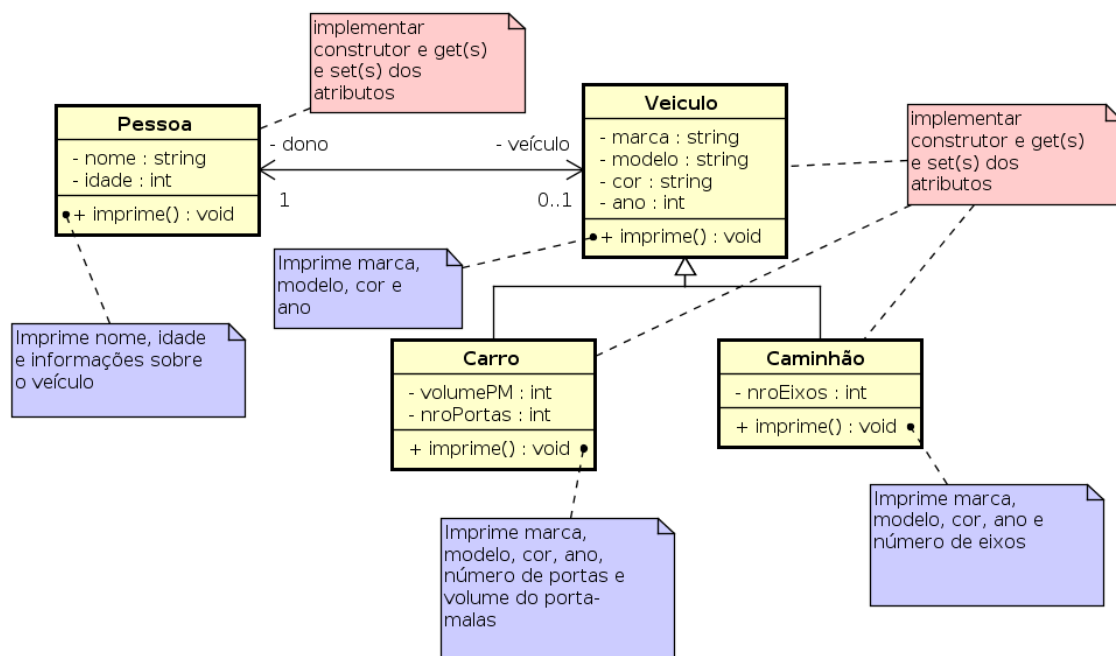 implementar
construtor e get(s)
e set(s) dos
atributos
Pessoa
- nome : string
- idade : int
+ imprime() : void
- dono
- veículo
1
0..1
Veiculo
- marca : string
- modelo : string
- cor : string
- ano : int
+ imprime() : void
implementar
construtor e get(s)
e set(s) dos
atributos
Imprime marca,
modelo, cor e
ano
Imprime nome, idade
e informações sobre
o veículo
Carro
- volumePM : int
- nroPortas : int
+ imprime() : void
Caminhão
- nroEixos : int
+ imprime() : void
Imprime marca,
modelo, cor, ano,
número de portas e
volume do porta-
malas
Imprime marca,
modelo, cor, ano e
número de eixos